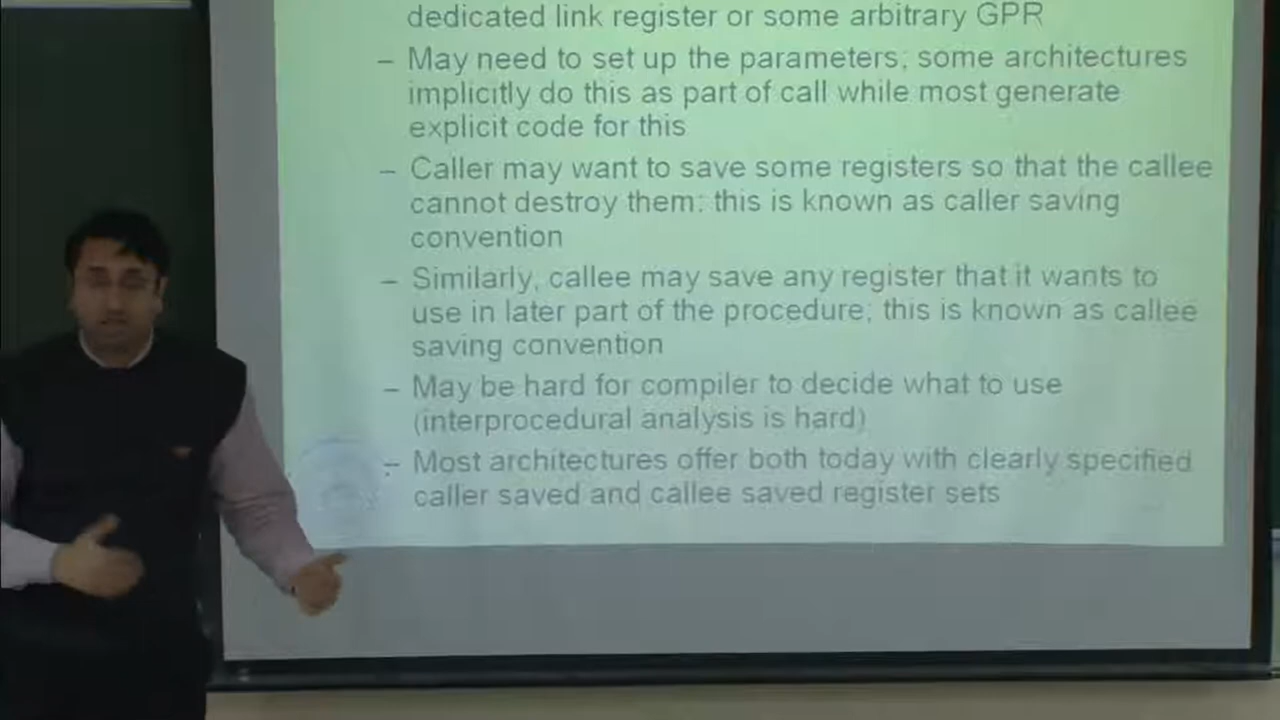 dedicated link register or some arbitrary GPR
– May need to set up the parameters; some architectures
implicitly do this as part of call while most generate
explicit code for this
– Caller may want to save some registers so that the callee
cannot destroy them: this is known as caller saving
convention
– Similarly, callee may save any register that it wants to
use in later part of the procedure; this is known as callee
saving convention
– May be hard for compiler to decide what to use
(interprocedural analysis is hard)
– Most architectures offer both today with clearly specified
caller saved and callee saved register sets